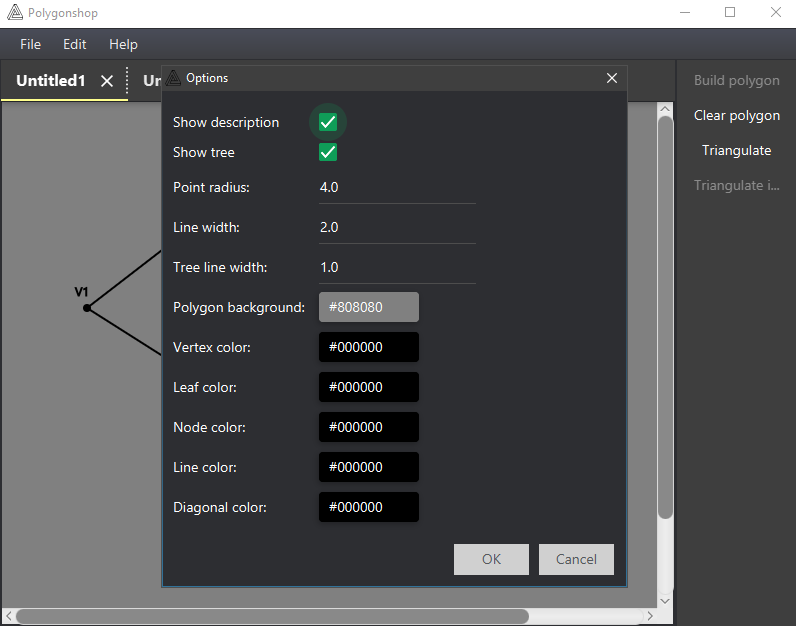 Polygonshop
File Edit Help
Untitled1 Un
Options
Show description
Show tree
Point radius: 4.0
Line width: 2.0
Tree line width: 1.0
Polygon background: #808080
Vertex color: #000000
Leaf color: #000000
Node color: #000000
Line color: #000000
Diagonal color: #000000
OK Cancel
V1
Build polygon
Clear polygon
Triangulate
Triangulate i...